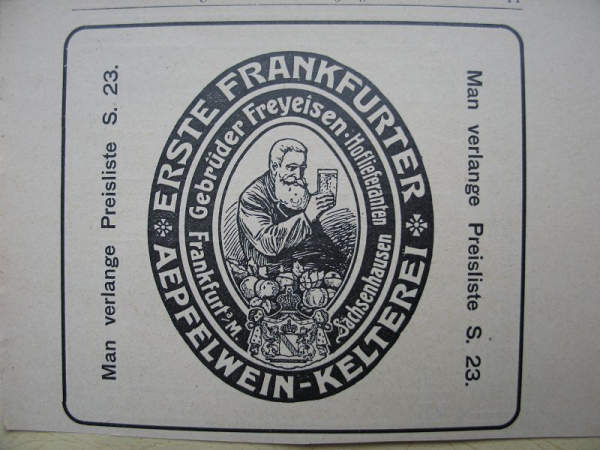 Man verlange Preisliste S. 23.
ERSTE FRANKFURTER
AEPFELWEIN-KELTEREI
Gebrüder Freyeisen · Hoflieferanten
Frankfurt a/M. Sachsenhausen
Man verlange Preisliste S. 23.